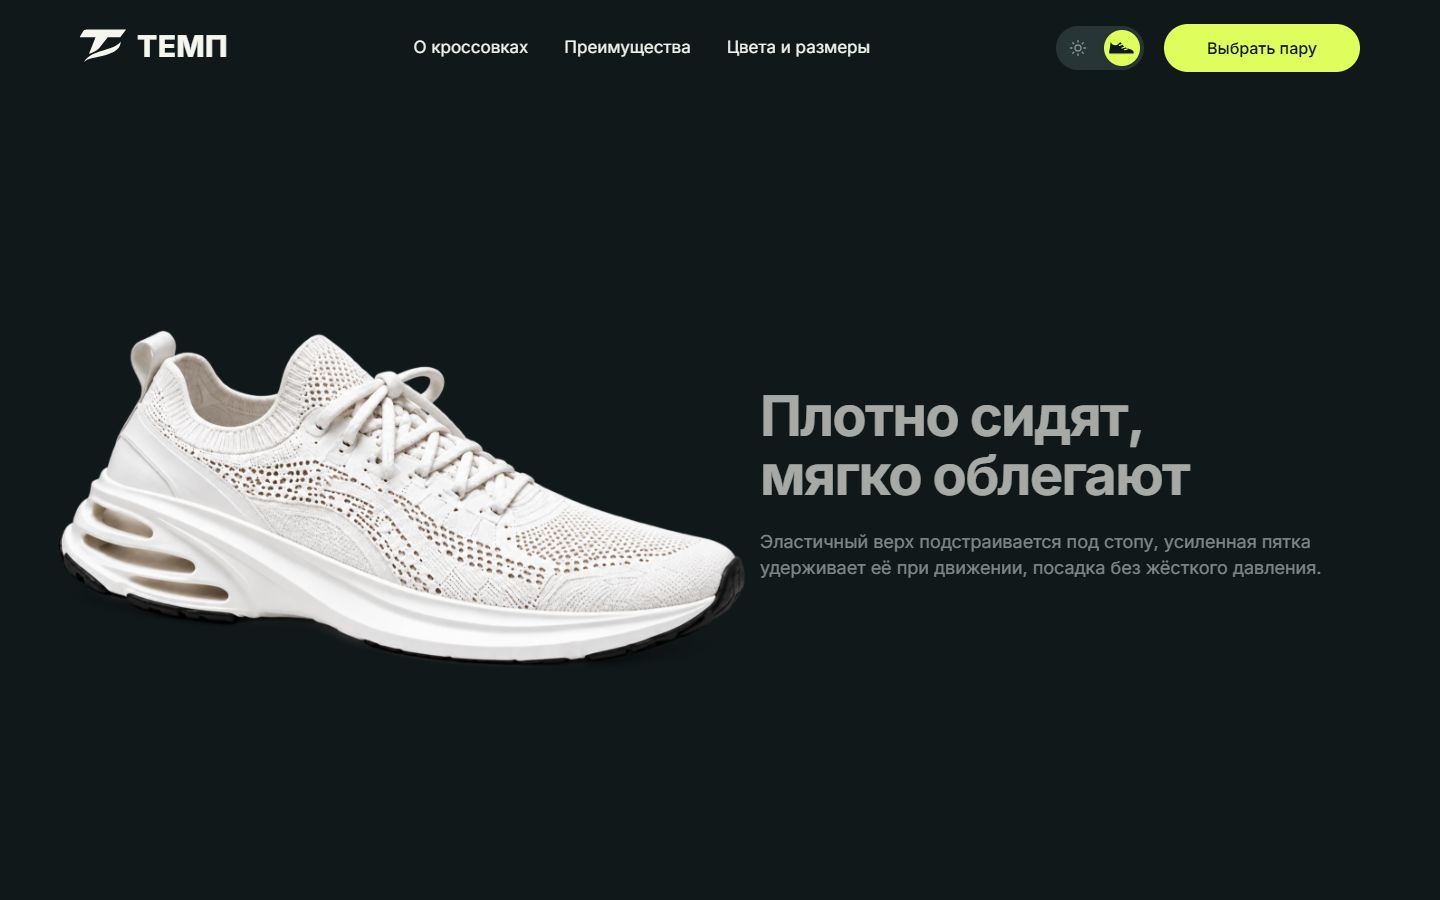 ТЕМП
О кроссовках
Преимущества
Цвета и размеры
Выбрать пару
Плотно сидят,
мягко облегают
Эластичный верх подстраивается под стопу, усиленная пятка
удерживает её при движении, посадка без жёсткого давления.